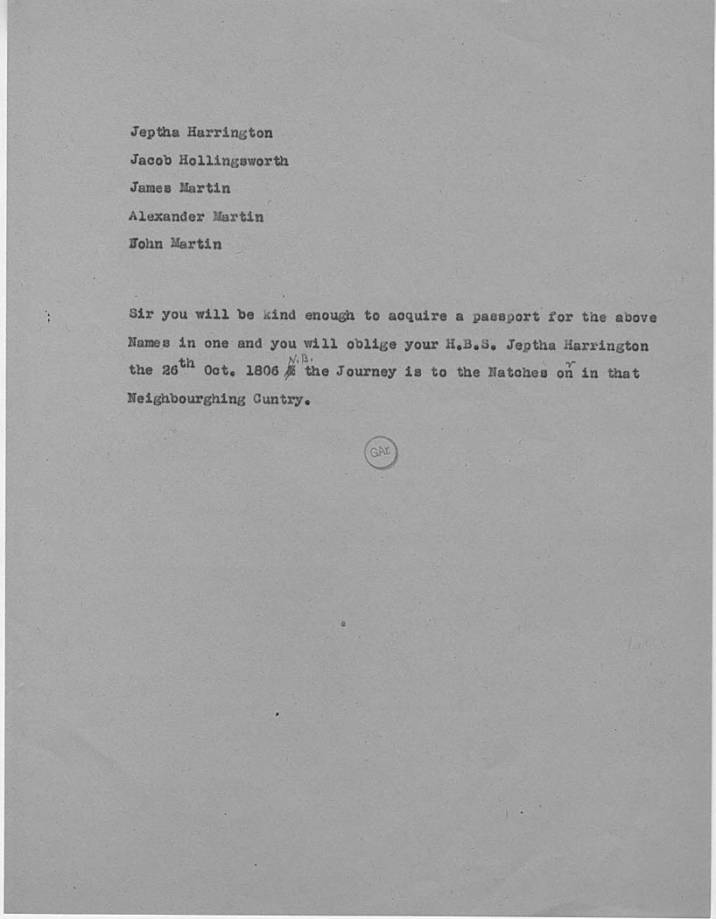 Jeptha Harrington
Jacob Hollingsworth
James Martin
Alexander Martin
John Martin
Sir you will be kind enough to acquire a passport for the above
Names in one and you will oblige your H.B.S. Jeptha Harrington
the 26th Oct. 1806 N.B. the Journey is to the Natches or in that
Neighbourghing Cuntry.
GAr